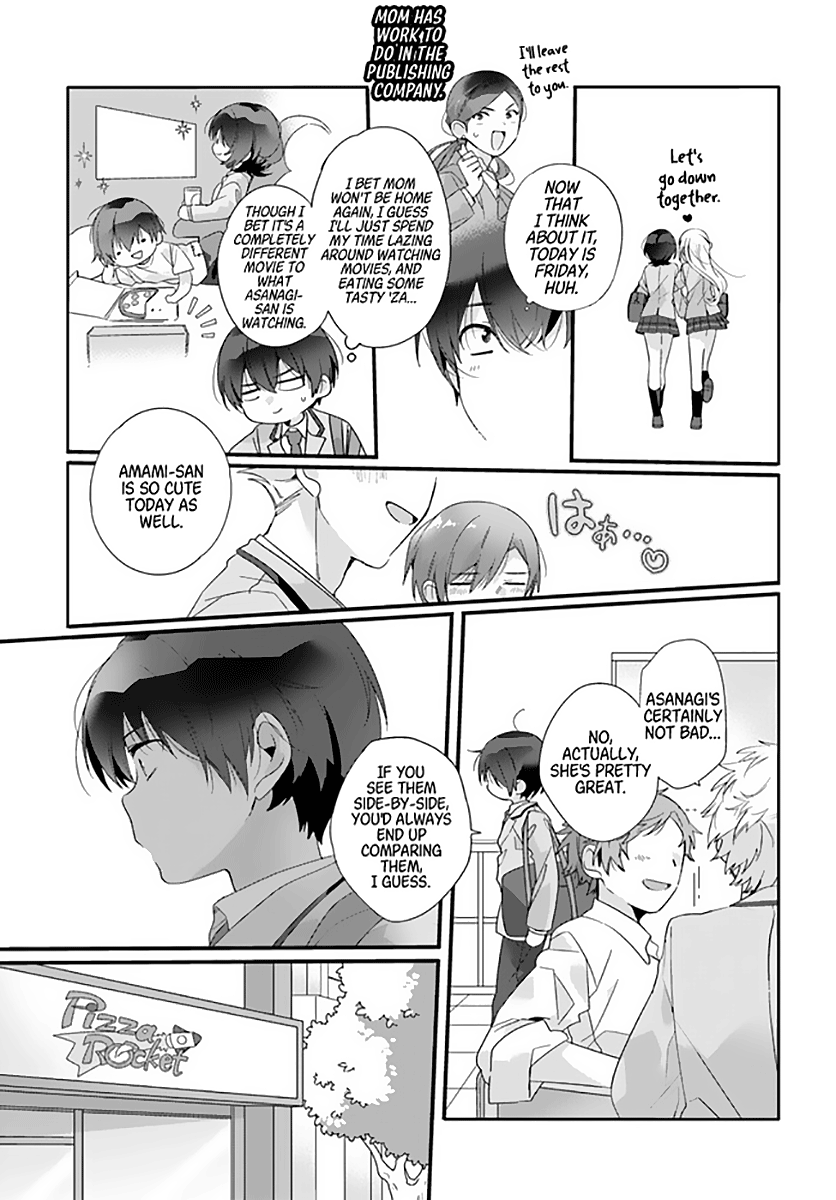 Let's
go down
together.
NOW
THAT
I THINK
ABOUT IT,
TODAY IS
FRIDAY,
HUH.
MOM HAS
WORK TO
DO IN THE
PUBLISHING
COMPANY.
I'll leave
the rest
to you.
I BET MOM
WON'T BE HOME
AGAIN, I GUESS
I'LL JUST SPEND
MY TIME LAZING
AROUND WATCHING
MOVIES, AND
EATING SOME
TASTY 'ZA...
THOUGH I
BET IT'S A
COMPLETELY
DIFFERENT
MOVIE TO
WHAT
ASANAGI-
SAN IS
WATCHING.
はぁ…
AMAMI-SAN
IS SO CUTE
TODAY AS
WELL.
ASANAGI'S
CERTAINLY
NOT BAD...
NO,
ACTUALLY,
SHE'S PRETTY
GREAT.
IF YOU
SEE THEM
SIDE-BY-SIDE,
YOU'D ALWAYS
END UP
COMPARING
THEM,
I GUESS.
Pizza
Rocket